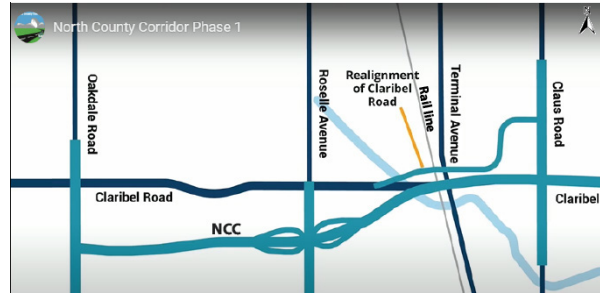 North County Corridor Phase 1
N
Oakdale Road
Roselle Avenue
Realignment
of Claribel
Road
Rail line
Terminal Avenue
Claus Road
Claribel Road
Claribel
NCC